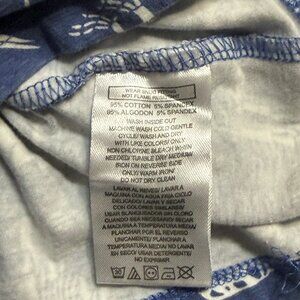 WEAR SNUG FITTING
NOT FLAME RESISTANT
95% COTTON 5% SPANDEX
95% ALGODON 5% SPANDEX
WASH INSIDE OUT
MACHINE WASH COLD GENTLE
CYCLE/ WASH AND DRY
WITH LIKE COLORS/ ONLY
NON CHLOYINE BLEACH WHEN
NEEDED/ TUMBLE DRY MEDIUM/
IRON ON REVERSE SIDE
ONLY/ WARM IRON/
DO NOT DRY CLEAN
LAVAR AL REVES/ LAVAR A
MAQUINA CON AGUA FRIA CICLO
DELICADO/ LAVAR Y SECAR
CON COLORES SIMILARES/
USAR BLANQUEADOR SIN CLORO
CUANDO SEA NECESARIO/ SECAR
A MAQUINA A TEMPERATURA MEDIA/
PLANCHAR POR EL REVERSO
UNICAMENTE/ PLANCHAR A
TEMPERATURA MEDIA/ NO LAVAR
EN SECO/ USAR DETERGENTE/
NO EXPRIMER